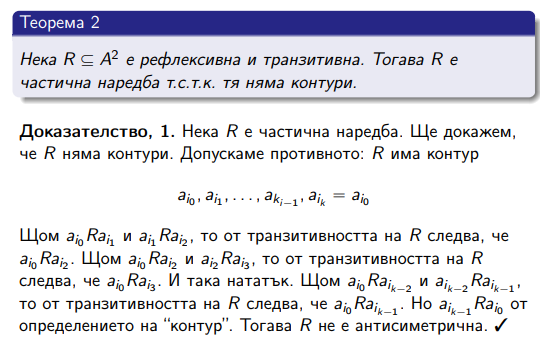 Теорема 2
Нека R ⊆ A² е рефлексивна и транзитивна. Тогава R е
частична наредба т.с.т.к. тя няма контури.
Доказателство, 1. Нека R е частична наредба. Ще докажем,
че R няма контури. Допускаме противното: R има контур
a_{i_0}, a_{i_1}, . . . , a_{k_{i−1}}, a_{i_k} = a_{i_0}
Щом a_{i_0}Ra_{i_1} и a_{i_1}Ra_{i_2}, то от транзитивността на R следва, че
a_{i_0}Ra_{i_2}. Щом a_{i_0}Ra_{i_2} и a_{i_2}Ra_{i_3}, то от транзитивността на R
следва, че a_{i_0}Ra_{i_3}. И така нататък. Щом a_{i_0}Ra_{i_{k−2}} и a_{i_{k−2}}Ra_{i_{k−1}},
то от транзитивността на R следва, че a_{i_0}Ra_{i_{k−1}}. Но a_{i_{k−1}}Ra_{i_0} от
определението на “контур”. Тогава R не е антисиметрична. ✓